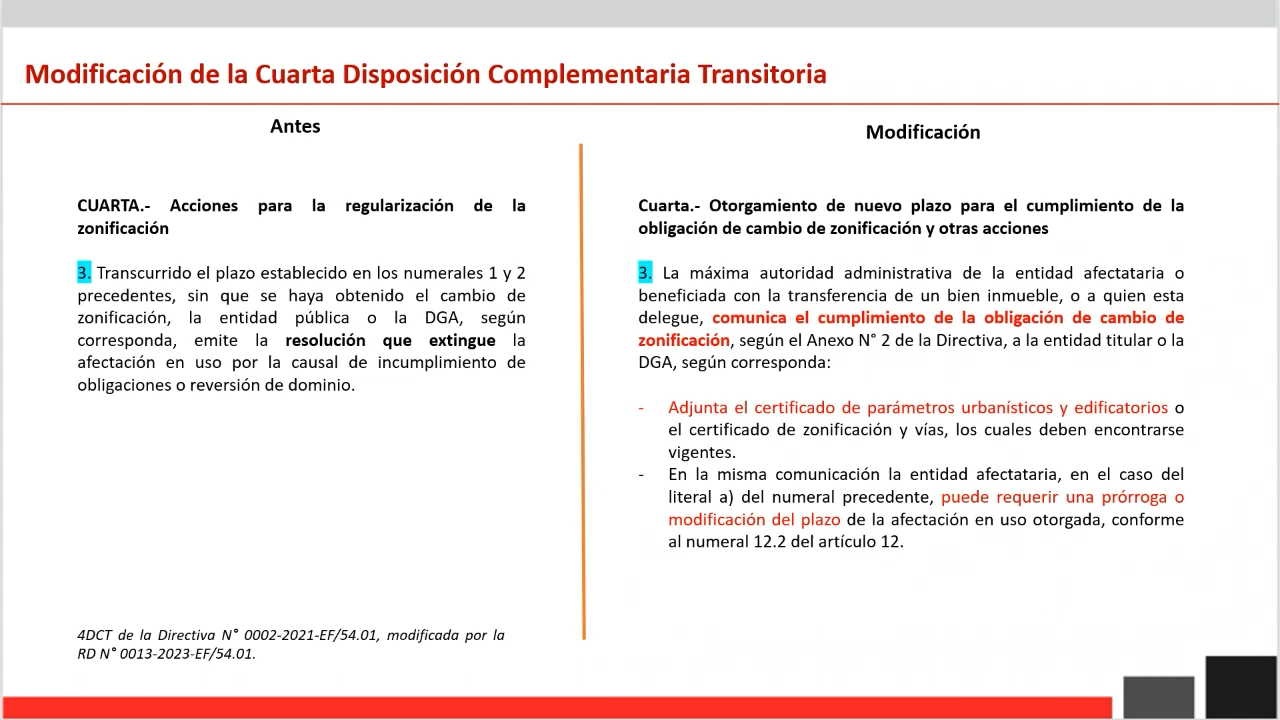 Modificación de la Cuarta Disposición Complementaria Transitoria
Antes
CUARTA.- Acciones para la regularización de la
zonificación
3. Transcurrido el plazo establecido en los numerales 1 y 2
precedentes, sin que se haya obtenido el cambio de
zonificación, la entidad pública o la DGA, según
corresponda, emite la resolución que extingue la
afectación en uso por la causal de incumplimiento de
obligaciones o reversión de dominio.
4DCT de la Directiva N° 0002-2021-EF/54.01, modificada por la
RD N° 0013-2023-EF/54.01.
Modificación
Cuarta.- Otorgamiento de nuevo plazo para el cumplimiento de la
obligación de cambio de zonificación y otras acciones
3. La máxima autoridad administrativa de la entidad afectataria o
beneficiada con la transferencia de un bien inmueble, o a quien esta
delegue, comunica el cumplimiento de la obligación de cambio de
zonificación, según el Anexo N° 2 de la Directiva, a la entidad titular o la
DGA, según corresponda:
- Adjunta el certificado de parámetros urbanísticos y edificatorios o
el certificado de zonificación y vías, los cuales deben encontrarse
vigentes.
- En la misma comunicación la entidad afectataria, en el caso del
literal a) del numeral precedente, puede requerir una prórroga o
modificación del plazo de la afectación en uso otorgada, conforme
al numeral 12.2 del artículo 12.